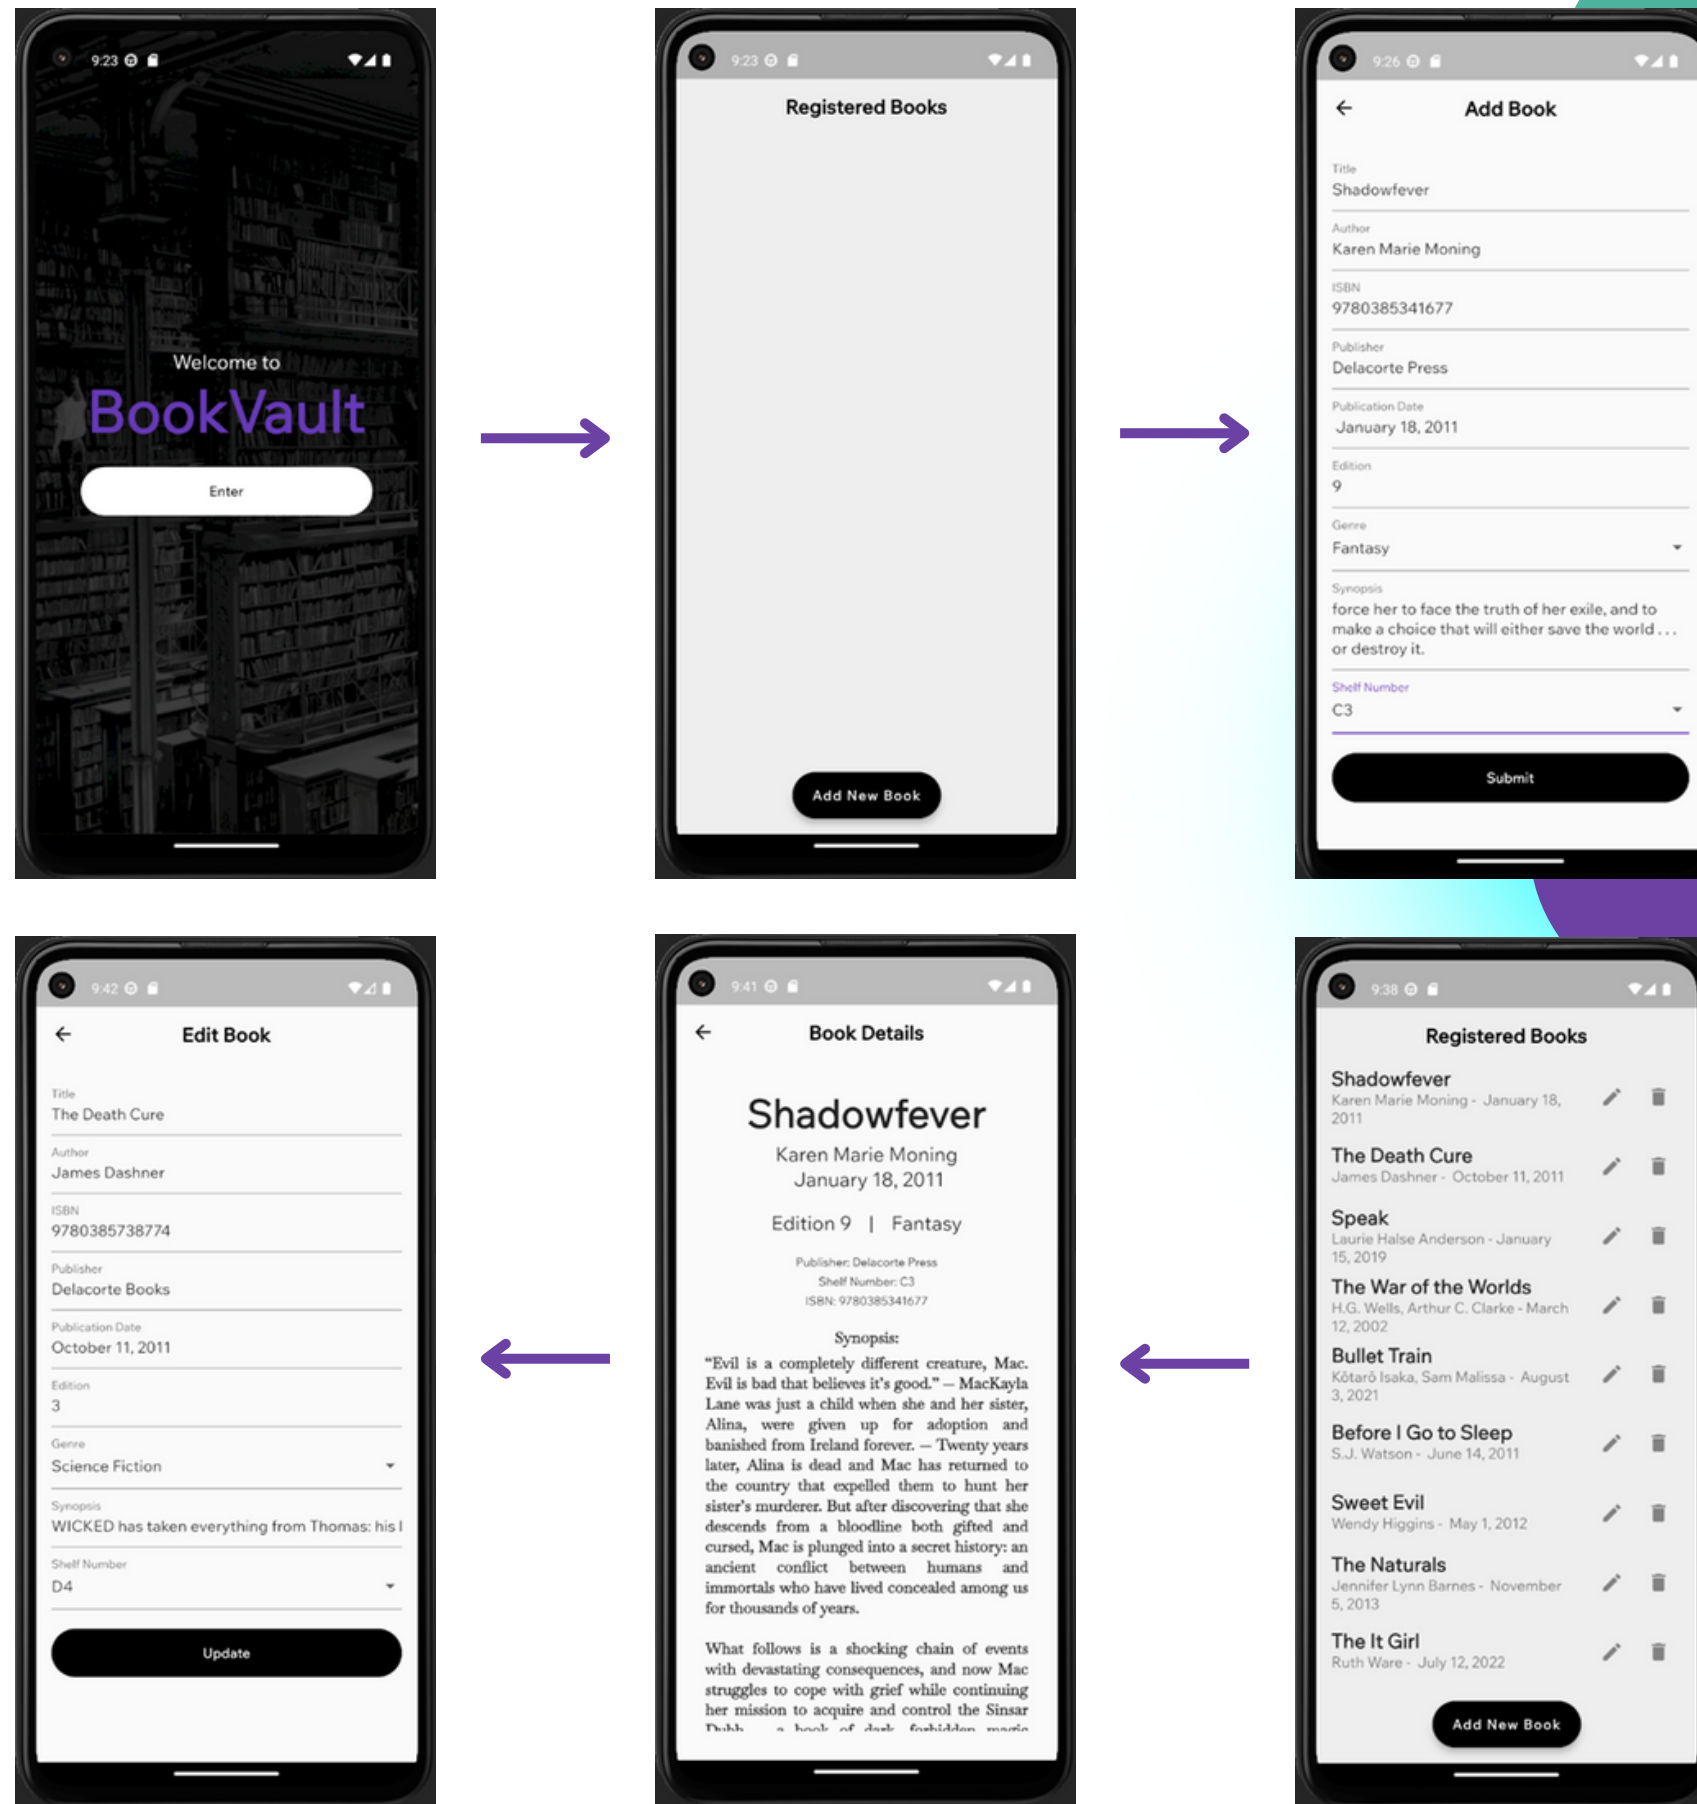 9:23
Welcome to
BookVault
Enter
9:23
Registered Books
Add New Book
9:26
Add Book
Title
Shadowfever
Author
Karen Marie Moning
ISBN
9780385341677
Publisher
Delacorte Press
Publication Date
January 18, 2011
Edition
9
Genre
Fantasy
Synopsis
force her to face the truth of her exile, and to
make a choice that will either save the world . . .
or destroy it.
Shelf Number
C3
Submit
9:42
Edit Book
Title
The Death Cure
Author
James Dashner
ISBN
9780385738774
Publisher
Delacorte Books
Publication Date
October 11, 2011
Edition
3
Genre
Science Fiction
Synopsis
WICKED has taken everything from Thomas: his l
Shelf Number
D4
Update
9:41
Book Details
Shadowfever
Karen Marie Moning
January 18, 2011
Edition 9 | Fantasy
Publisher: Delacorte Press
Shelf Number: C3
ISBN: 9780385341677
Synopsis:
“Evil is a completely different creature, Mac.
Evil is bad that believes it’s good.” — MacKayla
Lane was just a child when she and her sister,
Alina, were given up for adoption and
banished from Ireland forever. — Twenty years
later, Alina is dead and Mac has returned to
the country that expelled them to hunt her
sister’s murderer. But after discovering that she
descends from a bloodline both gifted and
cursed, Mac is plunged into a secret history: an
ancient conflict between humans and
immortals who have lived concealed among us
for thousands of years.
What follows is a shocking chain of events
with devastating consequences, and now Mac
struggles to cope with grief while continuing
her mission to acquire and control the Sinsar
Dubh — a book of dark, forbidden magic
9:38
Registered Books
Shadowfever
Karen Marie Moning - January 18,
2011
The Death Cure
James Dashner - October 11, 2011
Speak
Laurie Halse Anderson - January
15, 2019
The War of the Worlds
H.G. Wells, Arthur C. Clarke - March
12, 2002
Bullet Train
Kōtarō Isaka, Sam Malissa - August
3, 2021
Before I Go to Sleep
S.J. Watson - June 14, 2011
Sweet Evil
Wendy Higgins - May 1, 2012
The Naturals
Jennifer Lynn Barnes - November
5, 2013
The It Girl
Ruth Ware - July 12, 2022
Add New Book